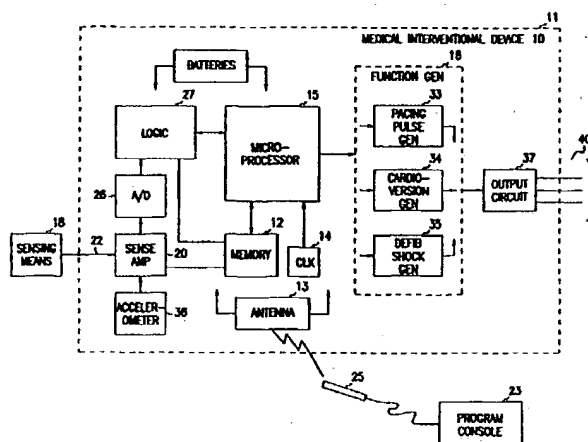 11
MEDICAL INTERVENTIONAL DEVICE 10
BATTERIES
FUNCTION GEN
18
27
15
33
LOGIC
MICRO-
PROCESSOR
PACING
PULSE
GEN
40
34
37
26
A/D
CARDIO-
VERSION
GEN
OUTPUT
CIRCUIT
18
12
14
SENSING
MEANS
22
SENSE
AMP
20
MEMORY
CLK
35
DEFIB
SHOCK
GEN
13
ACCELER-
OMETER
36
ANTENNA
25
23
PROGRAM
CONSOLE